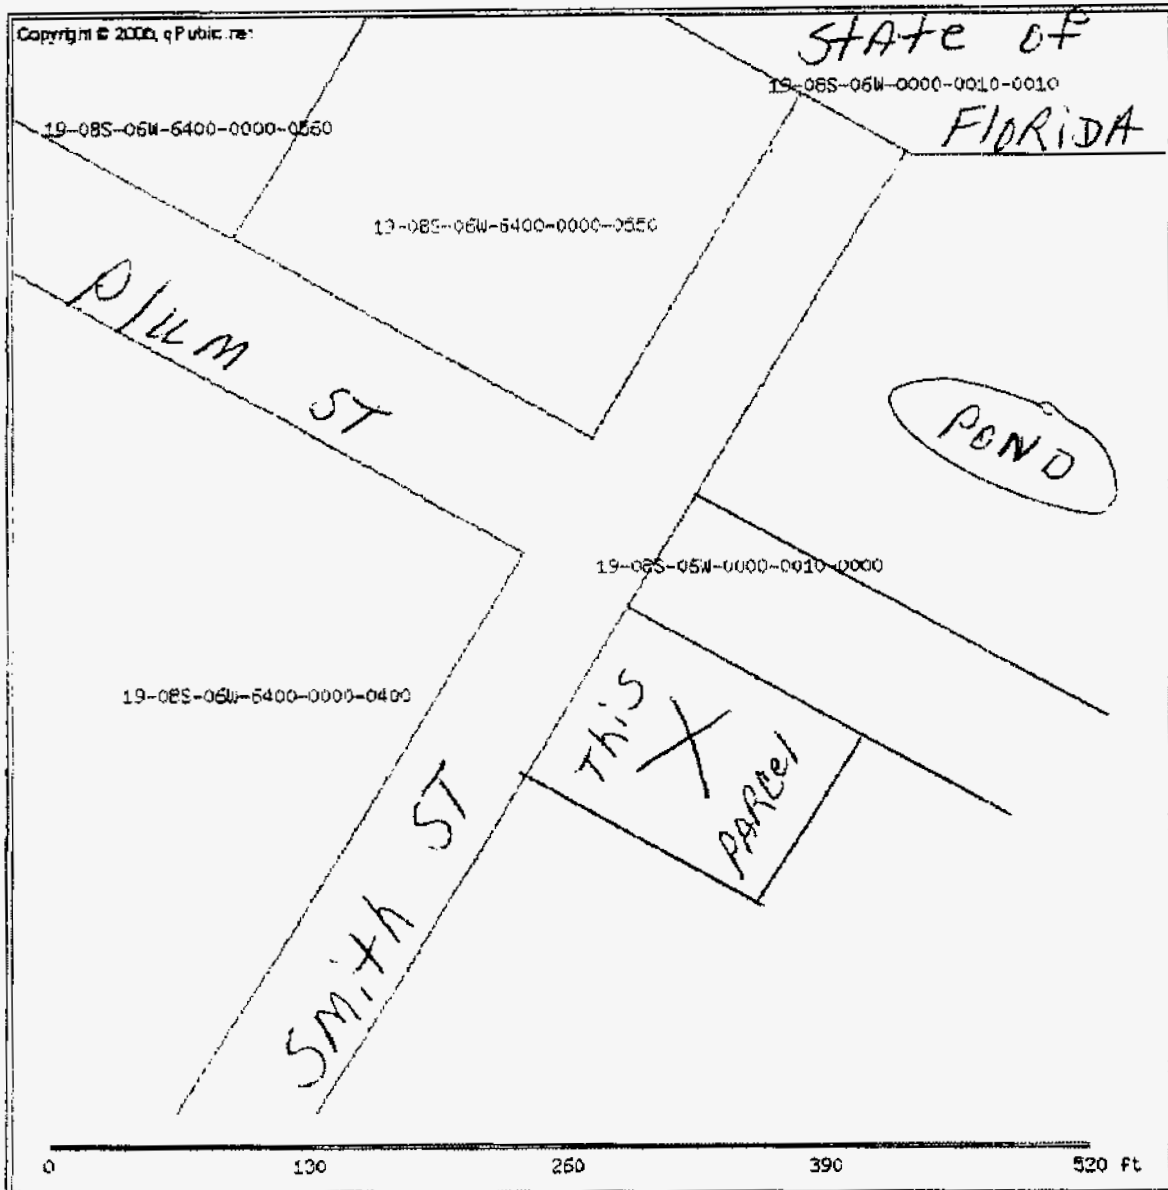 Copyright © 2000, qPublic.net
State of
19-08S-06W-0000-0010-0010
FlORiDA
19-08S-06W-6400-0000-0560
19-08S-06W-6400-0000-0550
Plum ST
POND
19-08S-06W-0000-0010-0000
19-08S-06W-6400-0000-0400
This
X
PARcel
Smith ST
0 130 260 390 520 ft